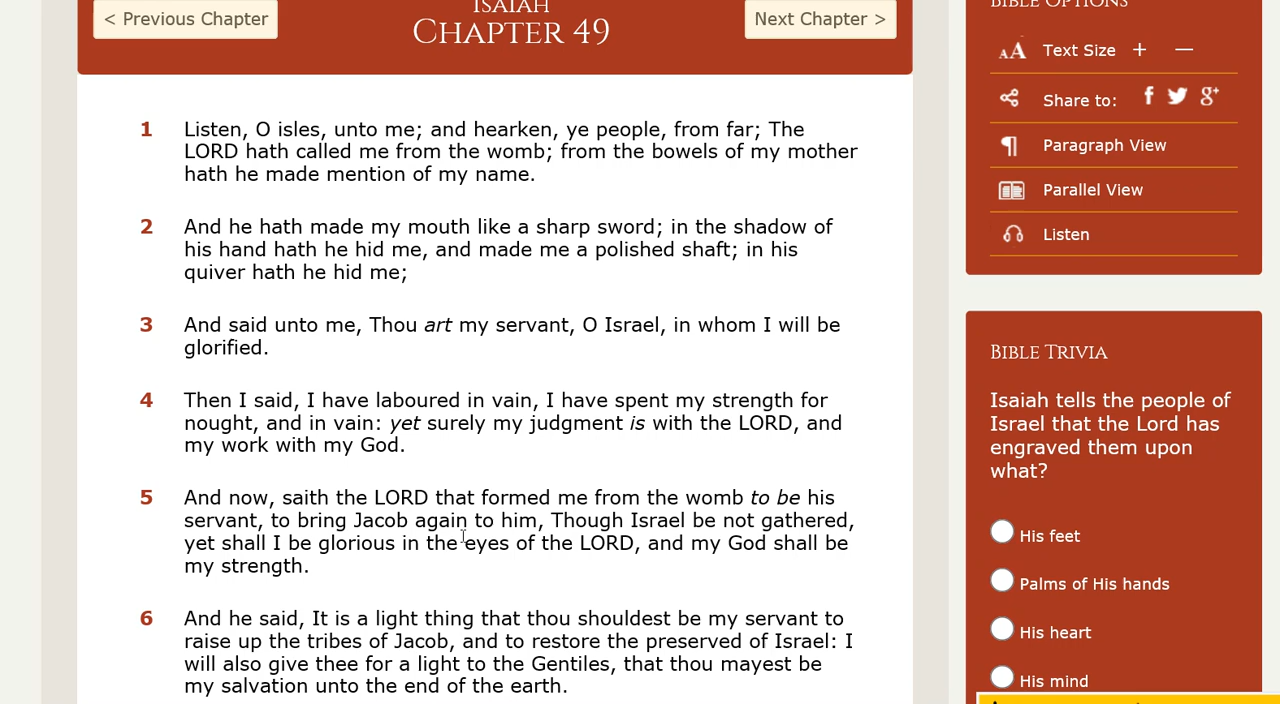 < Previous Chapter
Isaiah
Chapter 49
Next Chapter >
1 Listen, O isles, unto me; and hearken, ye people, from far; The
LORD hath called me from the womb; from the bowels of my mother
hath he made mention of my name.
2 And he hath made my mouth like a sharp sword; in the shadow of
his hand hath he hid me, and made me a polished shaft; in his
quiver hath he hid me;
3 And said unto me, Thou art my servant, O Israel, in whom I will be
glorified.
4 Then I said, I have laboured in vain, I have spent my strength for
nought, and in vain: yet surely my judgment is with the LORD, and
my work with my God.
5 And now, saith the LORD that formed me from the womb to be his
servant, to bring Jacob again to him, Though Israel be not gathered,
yet shall I be glorious in the eyes of the LORD, and my God shall be
my strength.
6 And he said, It is a light thing that thou shouldest be my servant to
raise up the tribes of Jacob, and to restore the preserved of Israel: I
will also give thee for a light to the Gentiles, that thou mayest be
my salvation unto the end of the earth.
Bible Options
AA Text Size + —
Share to: f g+
Paragraph View
Parallel View
Listen
Bible Trivia
Isaiah tells the people of
Israel that the Lord has
engraved them upon
what?
His feet
Palms of His hands
His heart
His mind